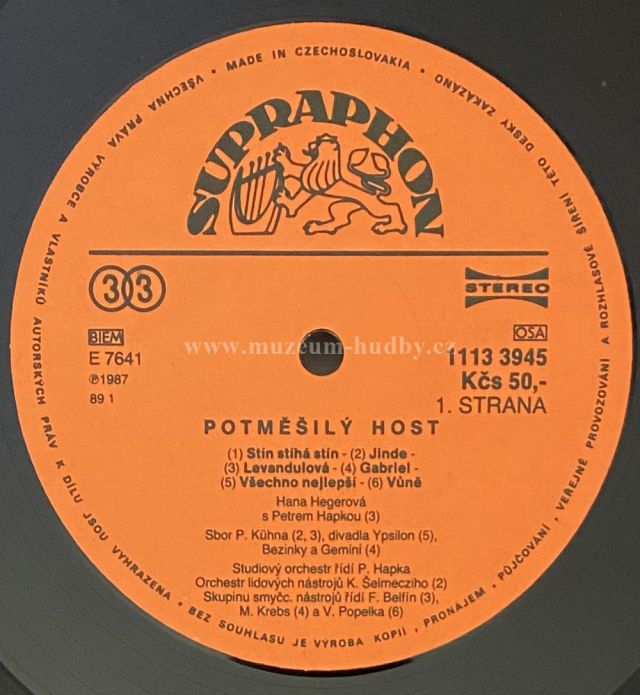 VŠECHNA PRÁVA VÝROBCE A VLASTNÍKŮ AUTORSKÝCH PRÁV K DÍLU JSOU VYHRAZENA • BEZ SOUHLASU JE VÝROBA KOPIÍ, PRONÁJEM, PŮJČOVÁNÍ, VEŘEJNÉ PROVOZOVÁNÍ A ROZHLASOVÉ ŠÍŘENÍ TÉTO DESKY ZAKÁZÁNO • MADE IN CZECHOSLOVAKIA •
SUPRAPHON
33
STEREO
BIEM
OSA
www.muzeum-hudby.cz
E 7641
1113 3945
℗1987
Kčs 50,-
89 1
1. STRANA
POTMĚŠILÝ HOST
(1) Stín stíhá stín - (2) Jinde -
(3) Levandulová - (4) Gabriel -
(5) Všechno nejlepší - (6) Vůně
Hana Hegerová
s Petrem Hapkou (3)
Sbor P. Kühna (2, 3), divadla Ypsilon (5),
Bezinky a Gemini (4)
Studiový orchestr řídí P. Hapka
Orchestr lidových nástrojů K. Šelmecziho (2)
Skupinu smyčc. nástrojů řídí F. Belfín (3),
M. Krebs (4) a V. Popelka (6)